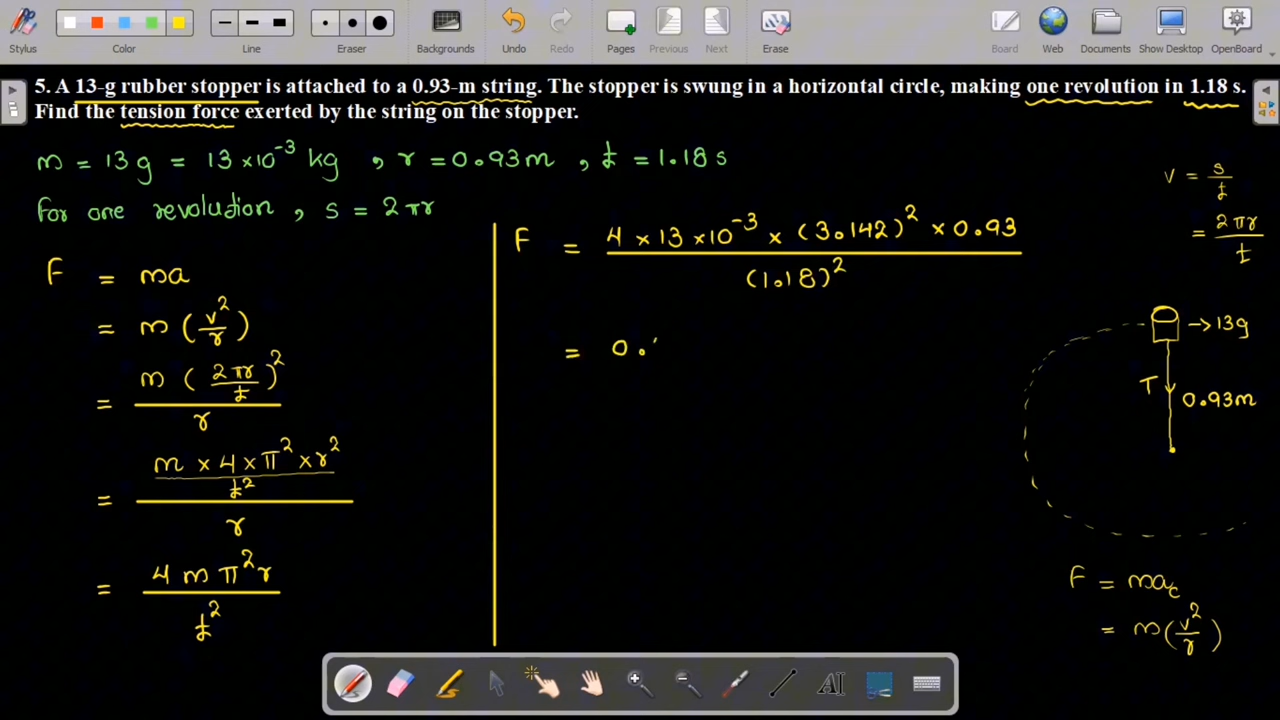 Stylus Color Line Eraser Backgrounds Undo Redo Pages Previous Next Erase Board Web Documents Show Desktop OpenBoard
5. A 13-g rubber stopper is attached to a 0.93-m string. The stopper is swung in a horizontal circle, making one revolution in 1.18 s.
Find the tension force exerted by the string on the stopper.
m = 13 g = 13 × 10⁻³ kg , r = 0.93 m , t = 1.18 s
for one revolution , s = 2πr
F = ma
= m (v²/r)
= m (2πr/t)² / r
= (m × 4 × π² × r² / t²) / r
= 4 m π² r / t²
F = 4 × 13 × 10⁻³ × (3.142)² × 0.93 / (1.18)²
= 0.
v = s/t
= 2πr/t
→ 13g
T
0.93m
F = ma_c
= m (v²/r)
AI